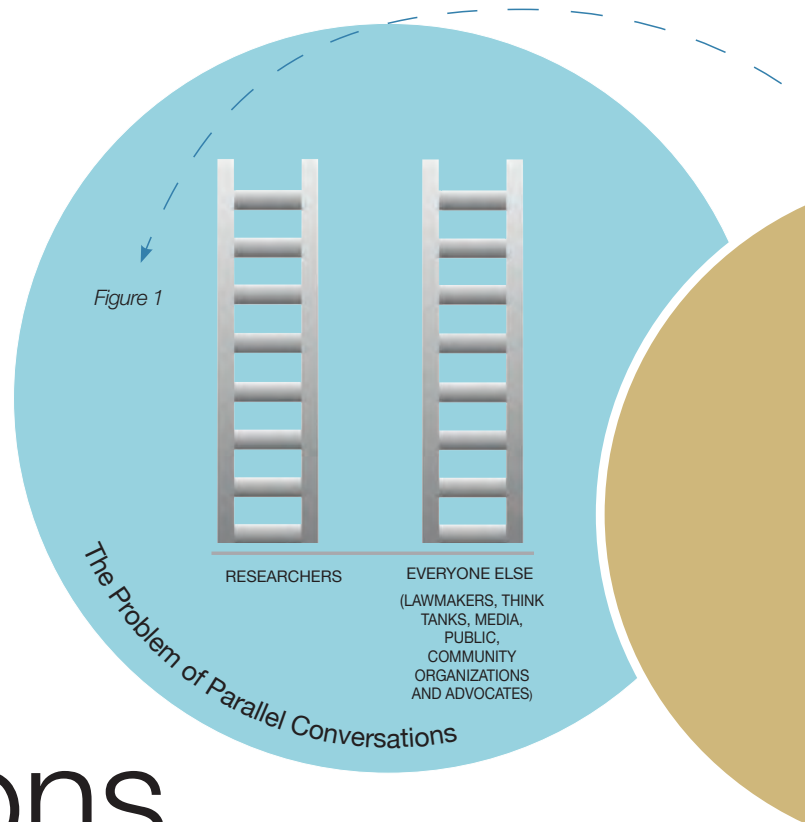 Figure 1
RESEARCHERS
EVERYONE ELSE
(LAWMAKERS, THINK
TANKS, MEDIA,
PUBLIC,
COMMUNITY
ORGANIZATIONS
AND ADVOCATES)
The Problem of Parallel Conversations
ons